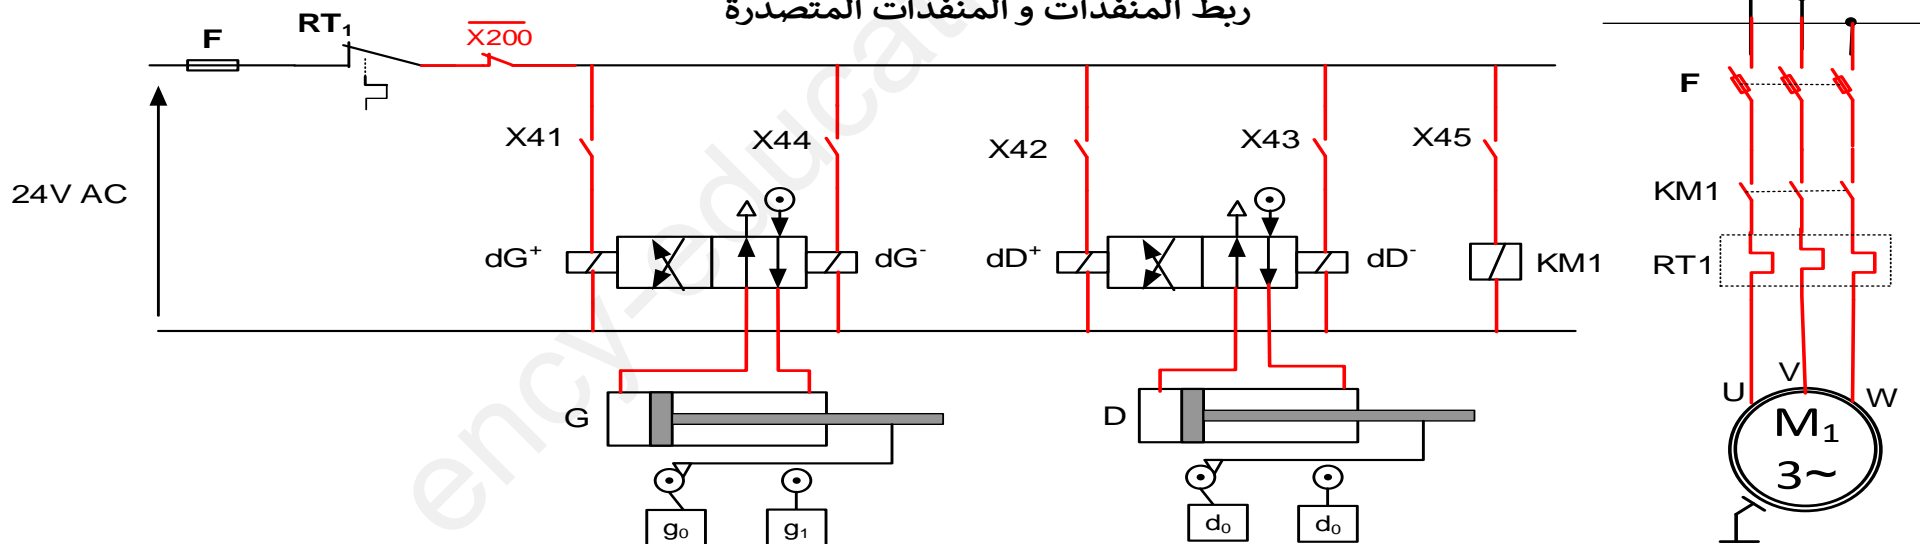 ربط المنفذات و المنفذات المتصدرة
F
RT1
X200
24V AC
X41
X44
X42
X43
X45
dG+
dG-
dD+
dD-
KM1
G
D
g0
g1
d0
d0
F
KM1
RT1
U
V
W
M1
3~
ency-educat